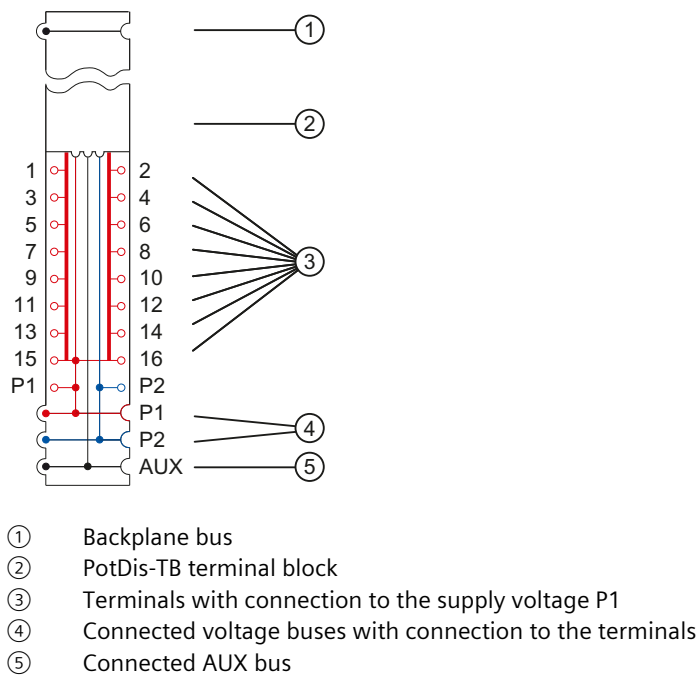 ①
②
1 2
3 4
5 6
7 8
③
9 10
11 12
13 14
15 16
P1 P2
P1
④
P2
AUX ⑤
① Backplane bus
② PotDis-TB terminal block
③ Terminals with connection to the supply voltage P1
④ Connected voltage buses with connection to the terminals
⑤ Connected AUX bus